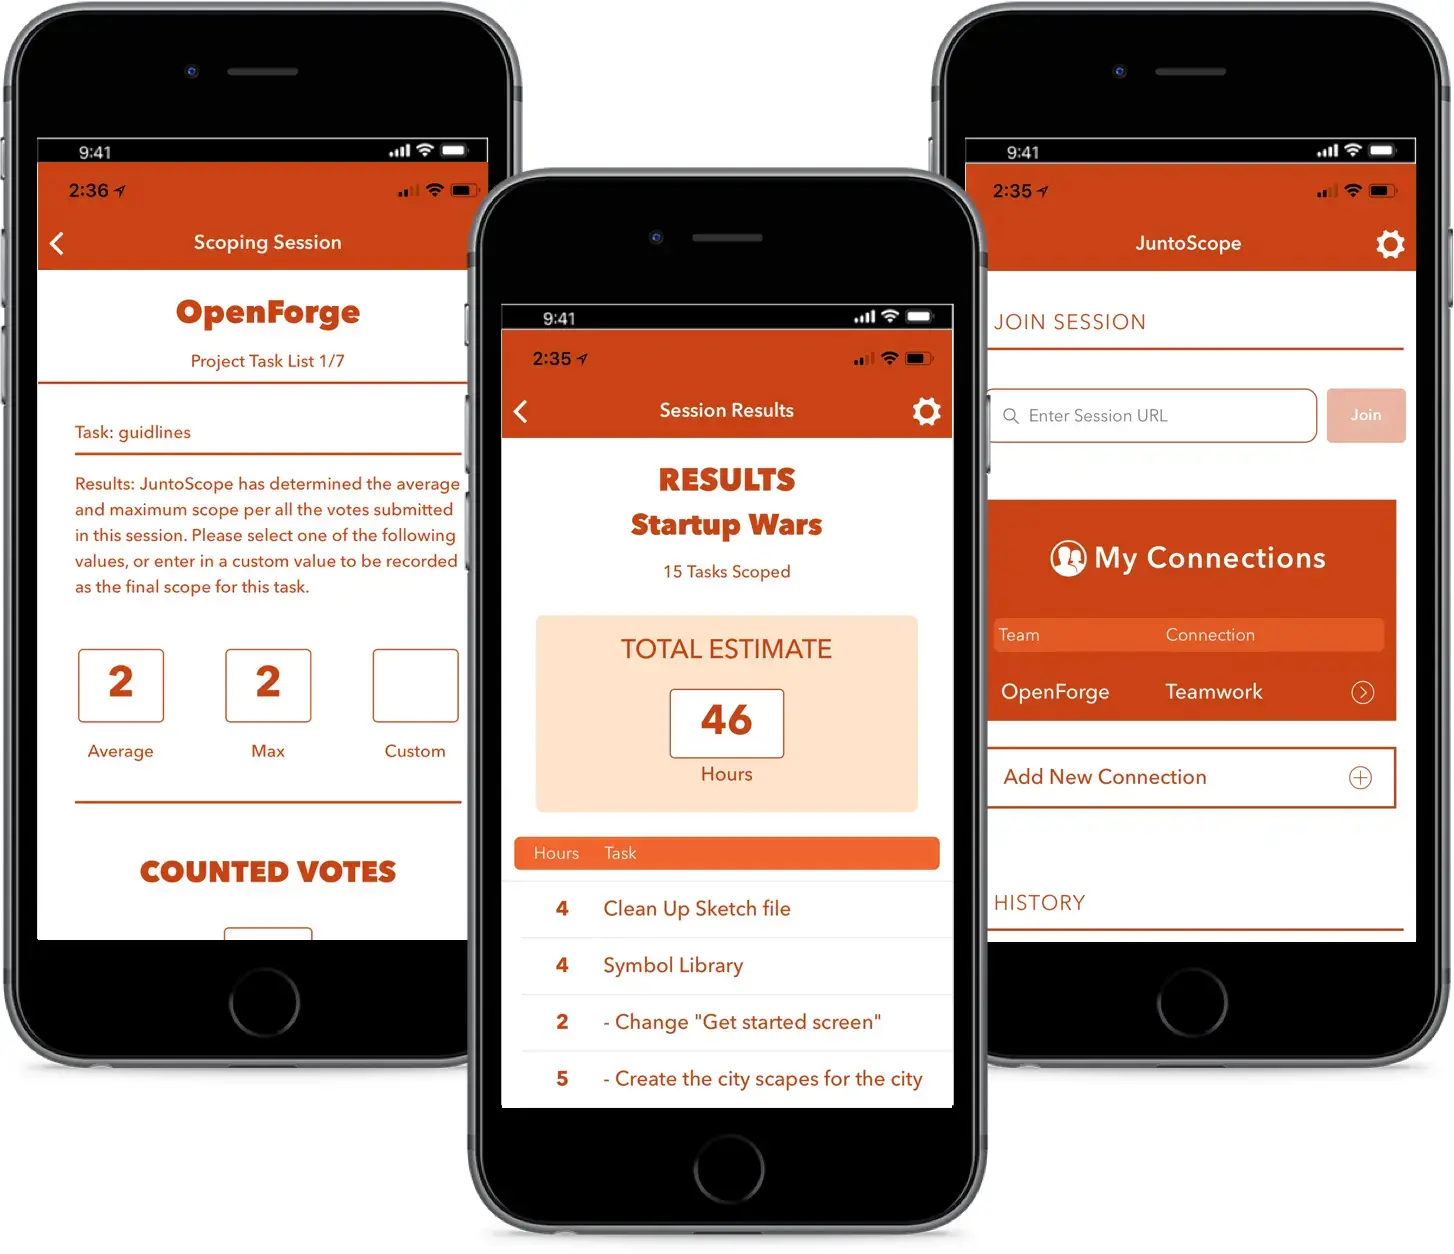 9:41
2:36
Scoping Session
OpenForge
Project Task List 1/7
Task: guidlines
Results: JuntoScope has determined the average
and maximum scope per all the votes submitted
in this session. Please select one of the following
values, or enter in a custom value to be recorded
as the final scope for this task.
2
2
Average
Max
Custom
COUNTED VOTES
9:41
2:35
Session Results
RESULTS
Startup Wars
15 Tasks Scoped
TOTAL ESTIMATE
46
Hours
Hours Task
4 Clean Up Sketch file
4 Symbol Library
2 - Change "Get started screen"
5 - Create the city scapes for the city
9:41
2:35
JuntoScope
JOIN SESSION
Enter Session URL
Join
My Connections
Team Connection
OpenForge Teamwork
Add New Connection
HISTORY